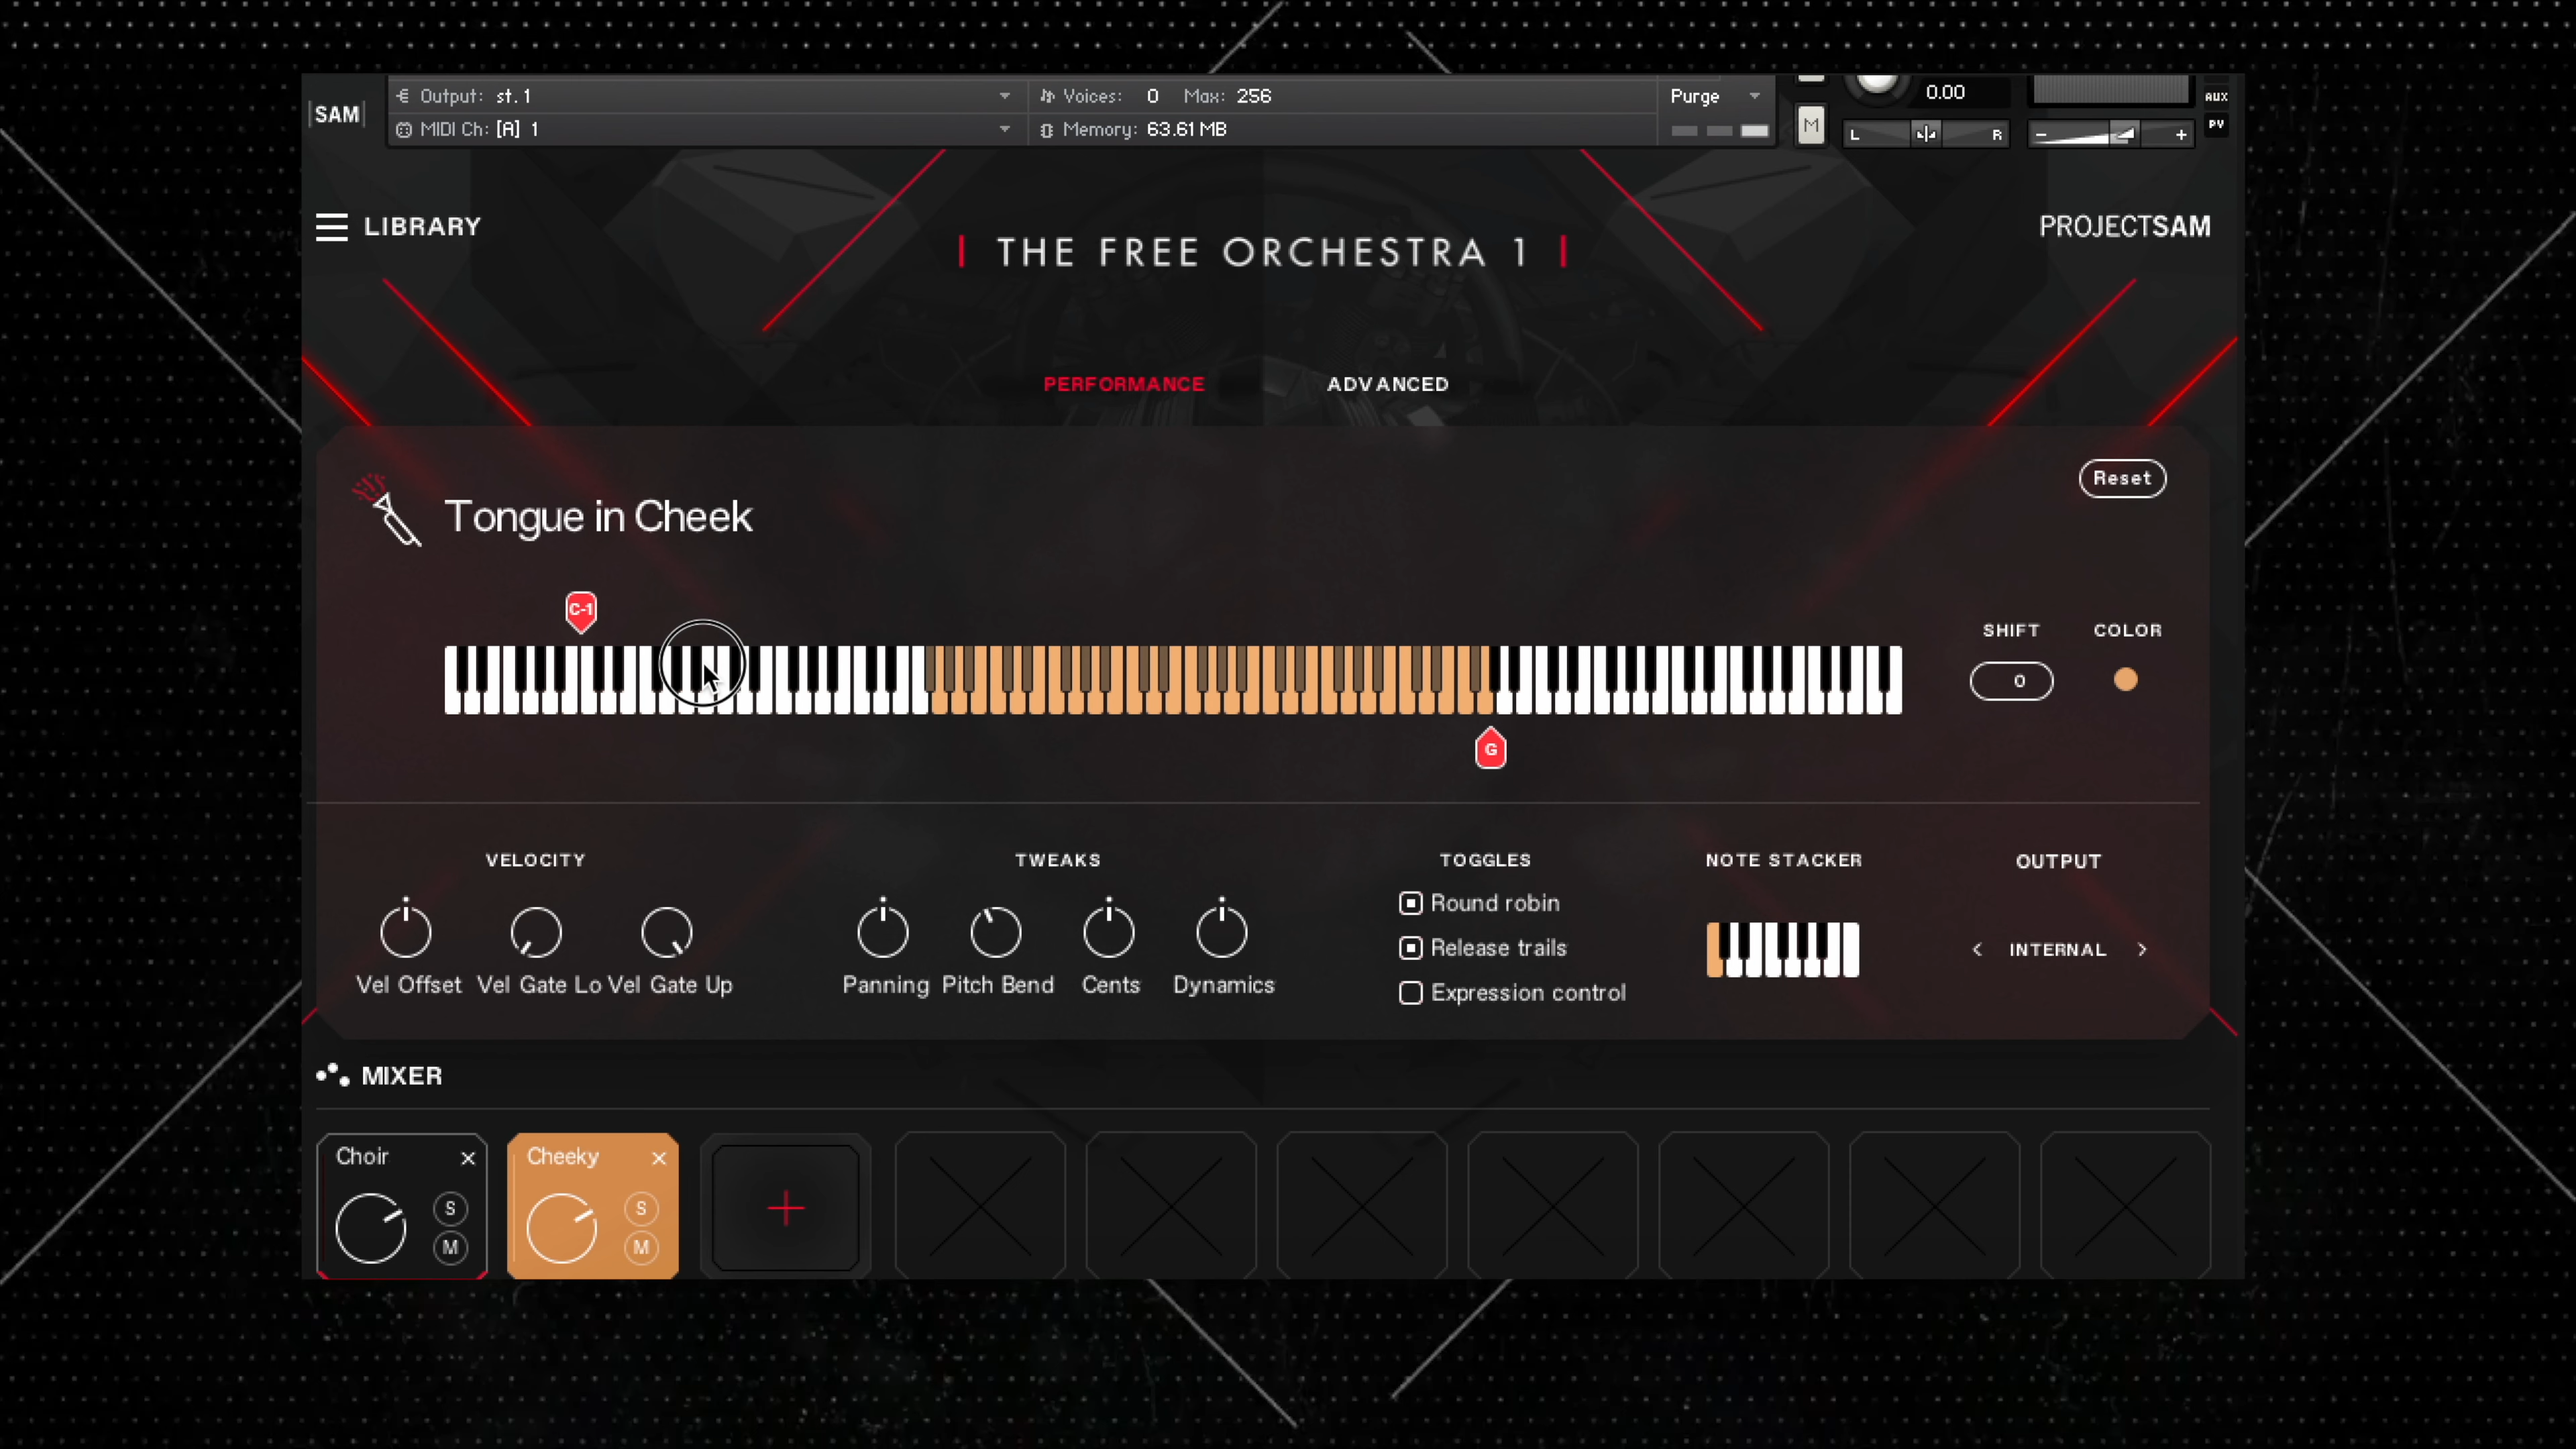 |SAM|
Output: st.1
Voices: 0 Max: 256
Purge
0.00
AUX
MIDI Ch: [A] 1
Memory: 63.61 MB
M
L R
- +
PV
LIBRARY
THE FREE ORCHESTRA 1
PROJECTSAM
PERFORMANCE ADVANCED
Reset
Tongue in Cheek
C-1
SHIFT COLOR
0
G
VELOCITY TWEAKS TOGGLES NOTE STACKER OUTPUT
Round robin
Release trails
< INTERNAL >
Vel Offset Vel Gate Lo Vel Gate Up Panning Pitch Bend Cents Dynamics
Expression control
MIXER
Choir × Cheeky ×
S S
M M